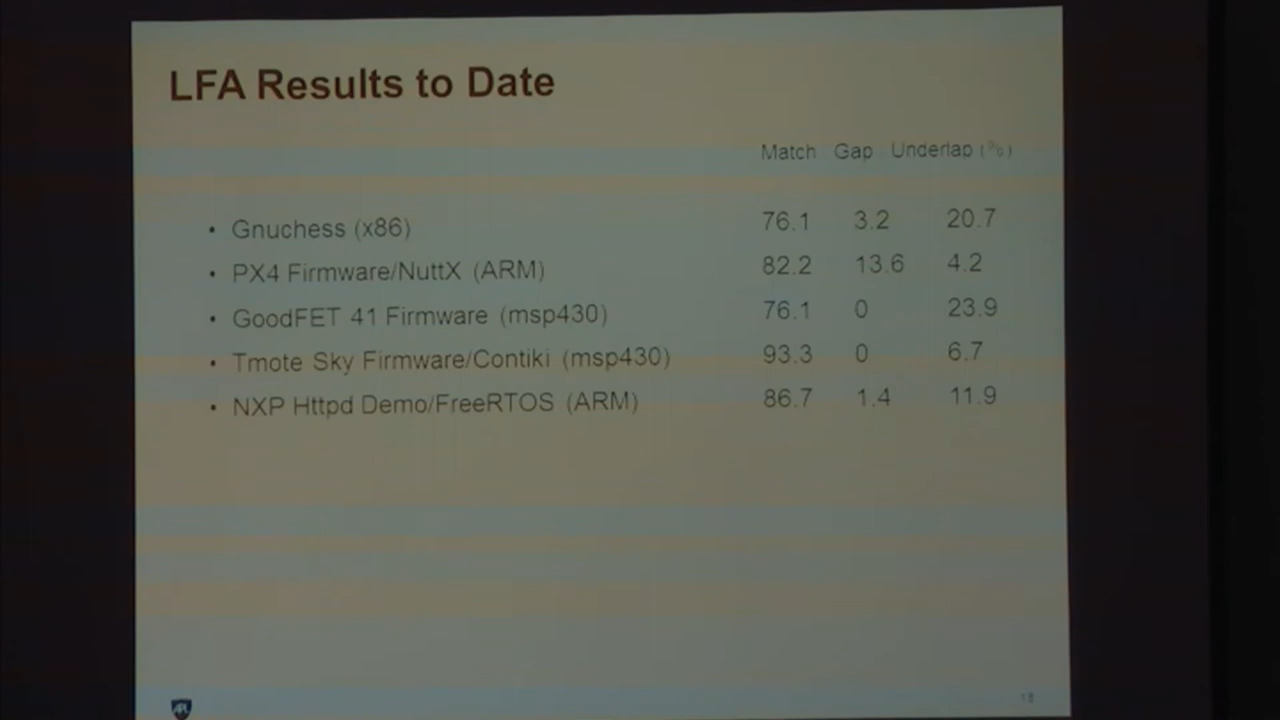 LFA Results to Date
Match Gap Underlap (%)
• Gnuchess (x86) 76.1 3.2 20.7
• PX4 Firmware/NuttX (ARM) 82.2 13.6 4.2
• GoodFET 41 Firmware (msp430) 76.1 0 23.9
• Tmote Sky Firmware/Contiki (msp430) 93.3 0 6.7
• NXP Httpd Demo/FreeRTOS (ARM) 86.7 1.4 11.9
APL